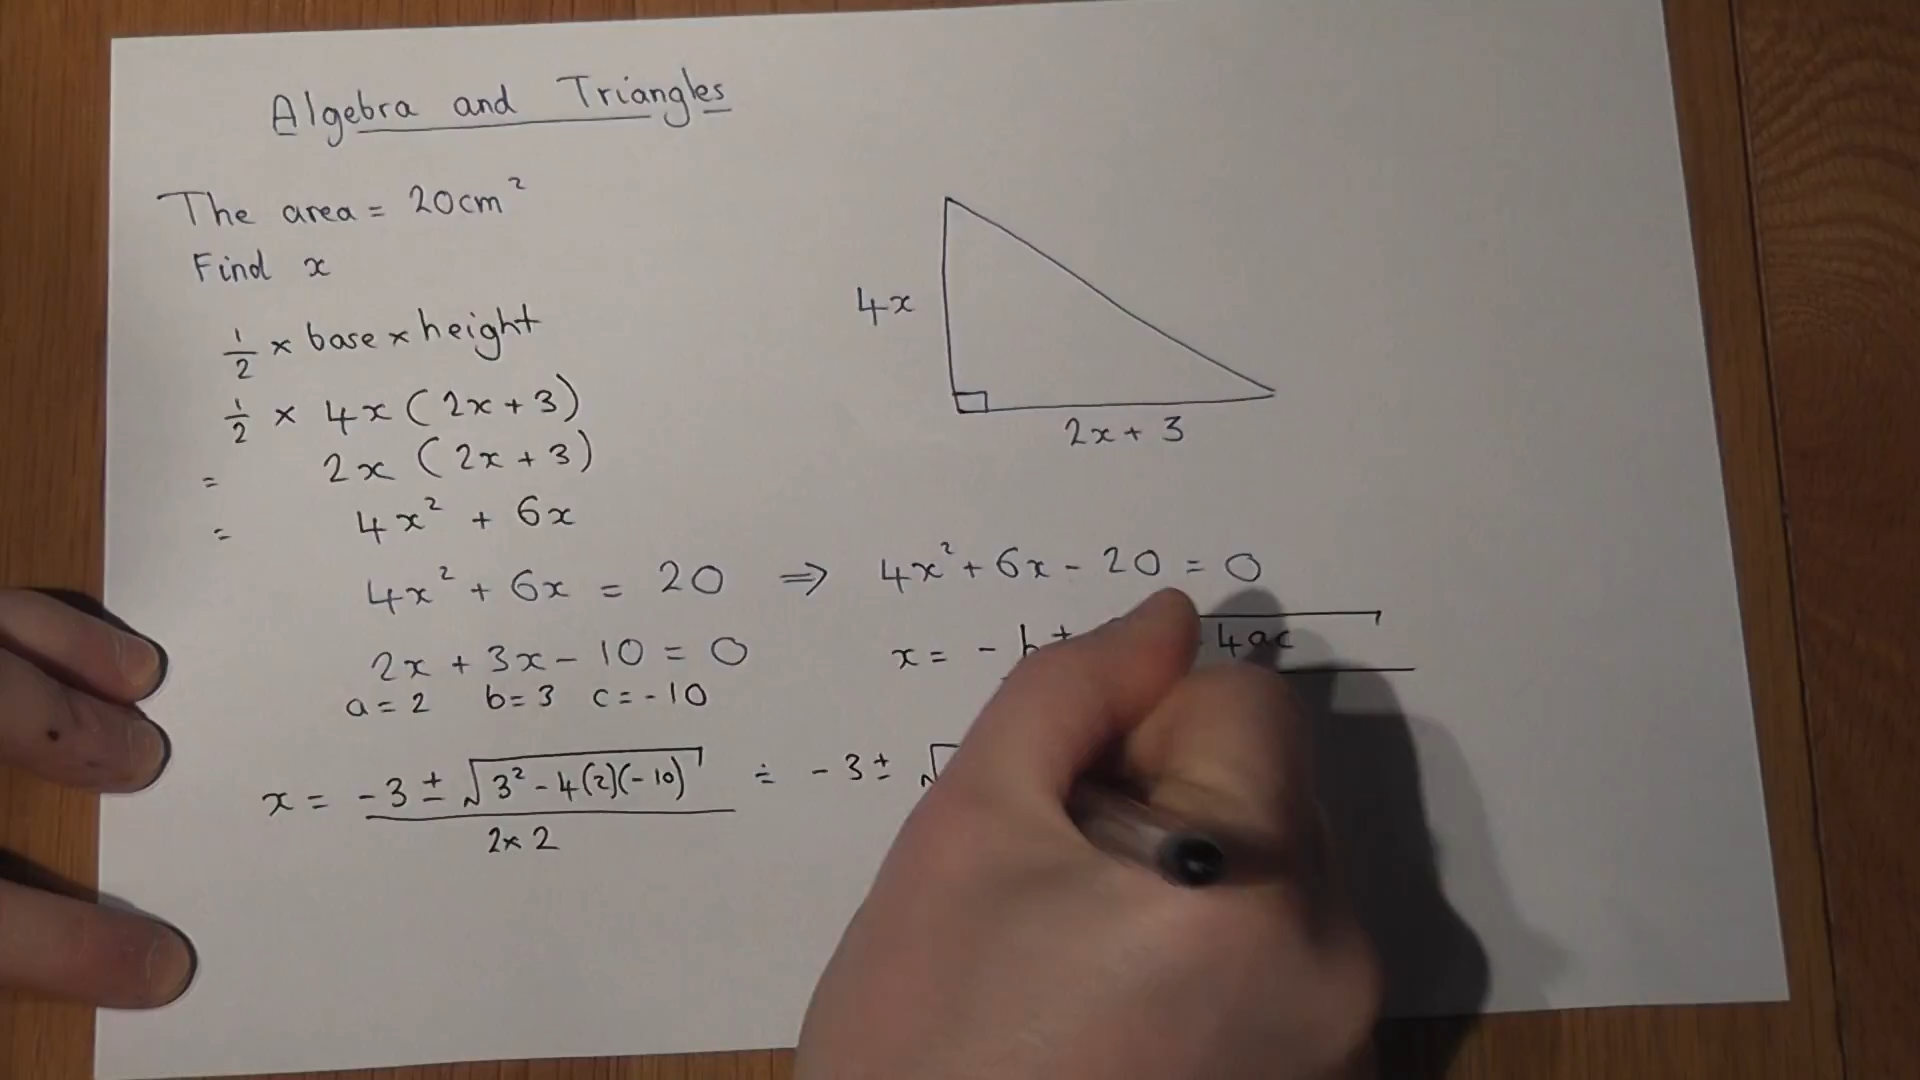 Algebra and Triangles
The area = 20cm²
Find x
1/2 × base × height
1/2 × 4x (2x + 3)
= 2x (2x + 3)
= 4x² + 6x
4x² + 6x = 20 ⇒ 4x² + 6x - 20 = 0
2x + 3x - 10 = 0
a = 2 b = 3 c = -10
x = - b ± 4ac
x = -3 ± √3² - 4(2)(-10) = -3 ± √
2×2
4x
2x + 3